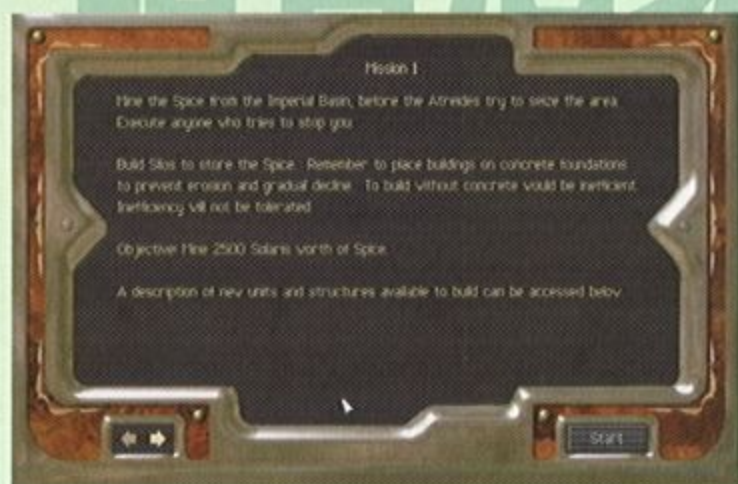 Mission 1
Mine the Spice from the Imperial Basin, before the Atreides try to seize the area.
Execute anyone who tries to stop you.
Build Silos to store the Spice. Remember to place buildings on concrete foundations
to prevent erosion and gradual decline. To build without concrete would be inefficient.
Inefficiency will not be tolerated.
Objective: Mine 2500 Solaris worth of Spice.
A description of new units and structures available to build can be accessed below.
Start